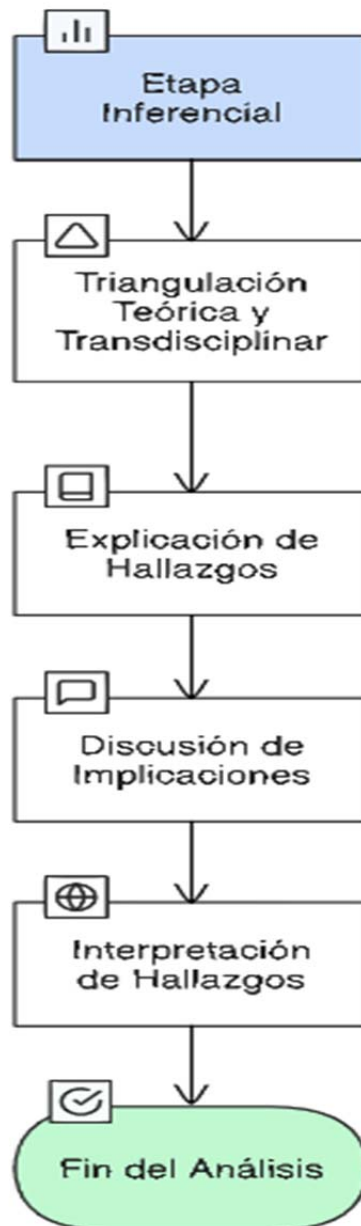 Etapa
Inferencial
Triangulación
Teórica y
Transdisciplinar
Explicación de
Hallazgos
Discusión de
Implicaciones
Interpretación
de Hallazgos
Fin del Análisis